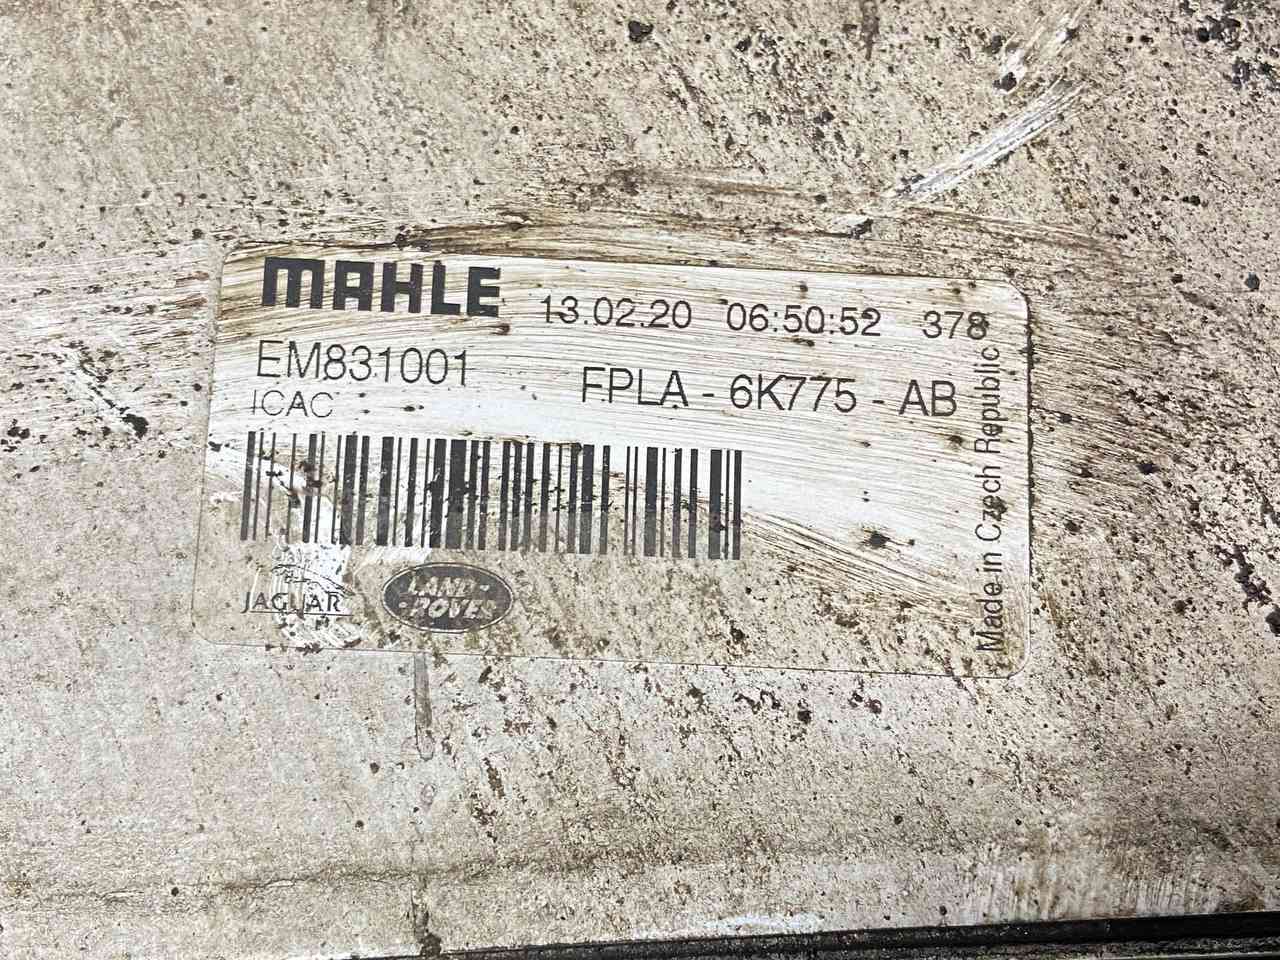 MAHLE 13.02.20 06:50:52 378
EM831001 FPLA - 6K775 - AB
ICAC
JAGUAR
LAND-
-ROVER
Made in Czech Republic